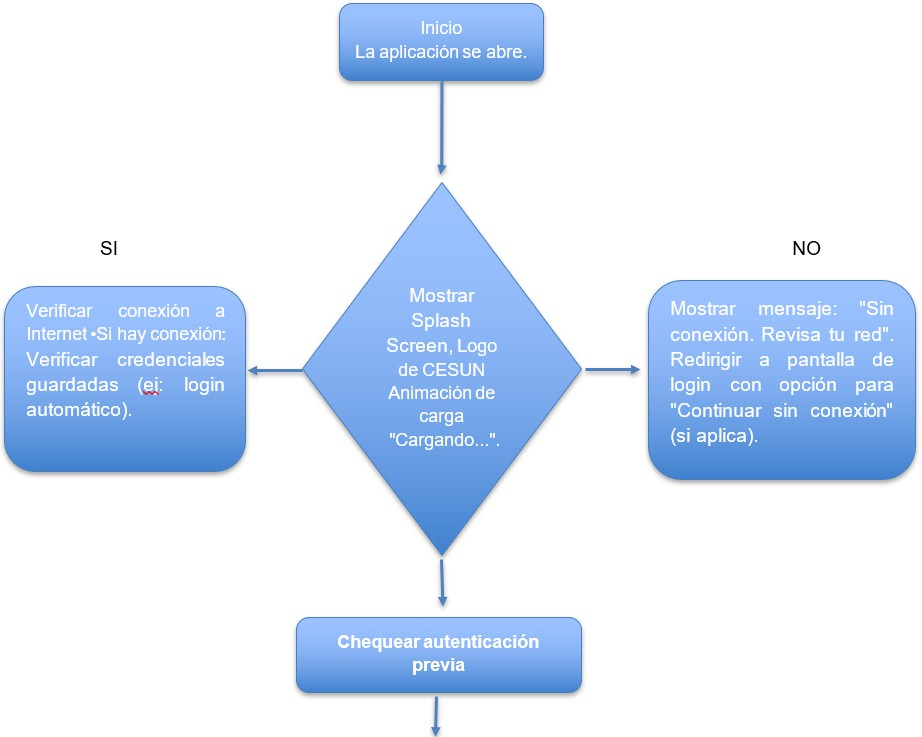 Inicio
La aplicación se abre.
SI
NO
Verificar conexión a
Internet •Si hay conexión:
Verificar credenciales
guardadas (ei: login
automático).
Mostrar
Splash
Screen, Logo
de CESUN
Animación de
carga
"Cargando...".
Mostrar mensaje: "Sin
conexión. Revisa tu red".
Redirigir a pantalla de
login con opción para
"Continuar sin conexión"
(si aplica).
Chequear autenticación
previa